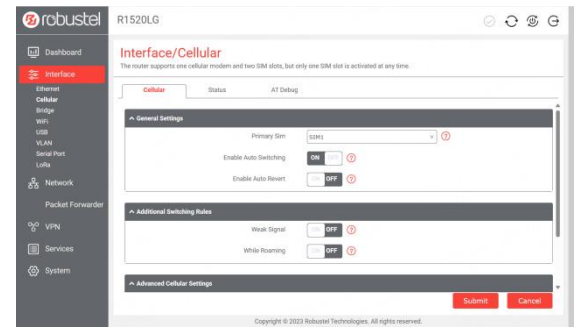 robustel
R1520LG
Dashboard
Interface
Ethernet
Cellular
Bridge
WiFi
USB
VLAN
Serial Port
LoRa
Network
Packet Forwarder
VPN
Services
System
Interface/Cellular
The router supports one cellular modem and two SIM slots, but only one SIM slot is activated at any time.
Cellular Status AT Debug
General Settings
Primary Sim SIM1
Enable Auto Switching ON OFF
Enable Auto Revert ON OFF
Additional Switching Rules
Weak Signal ON OFF
While Roaming ON OFF
Advanced Cellular Settings
Submit Cancel
Copyright © 2023 Robustel Technologies. All rights reserved.